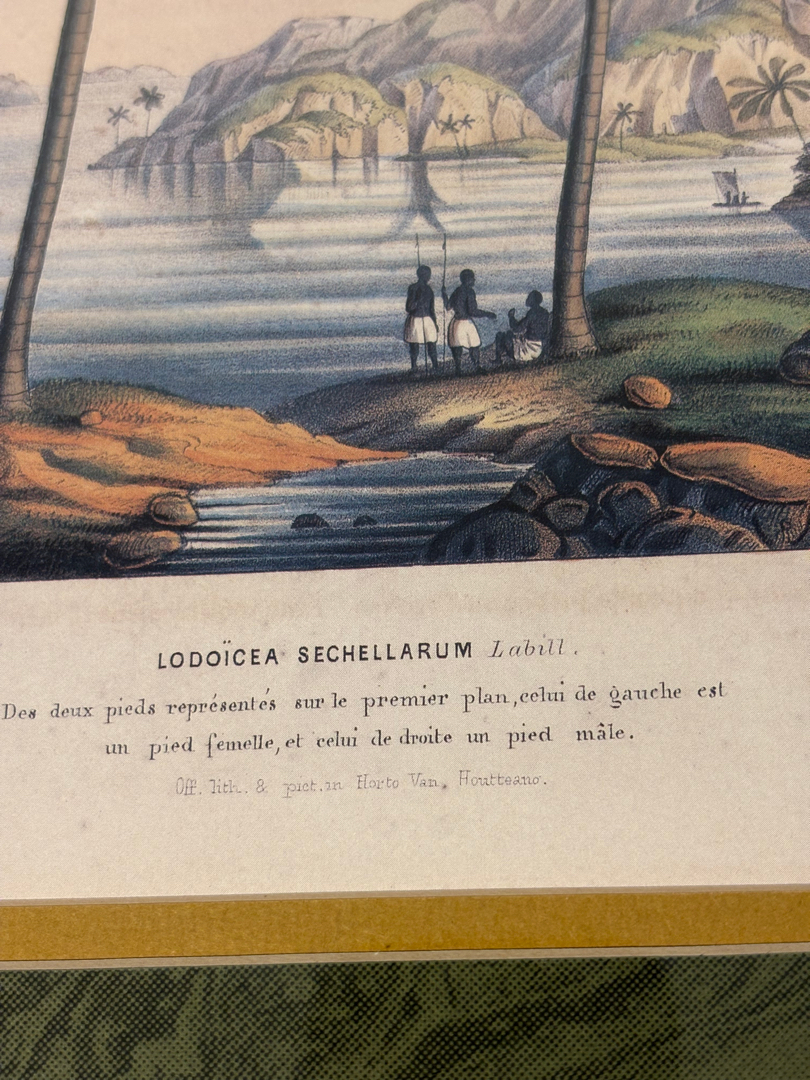 LODOÏCEA SECHELLARUM Labill.
Des deux pieds représentés sur le premier plan, celui de gauche est
un pied femelle, et celui de droite un pied mâle.
Off. lith. & pict. in Horto Van. Houtteano.